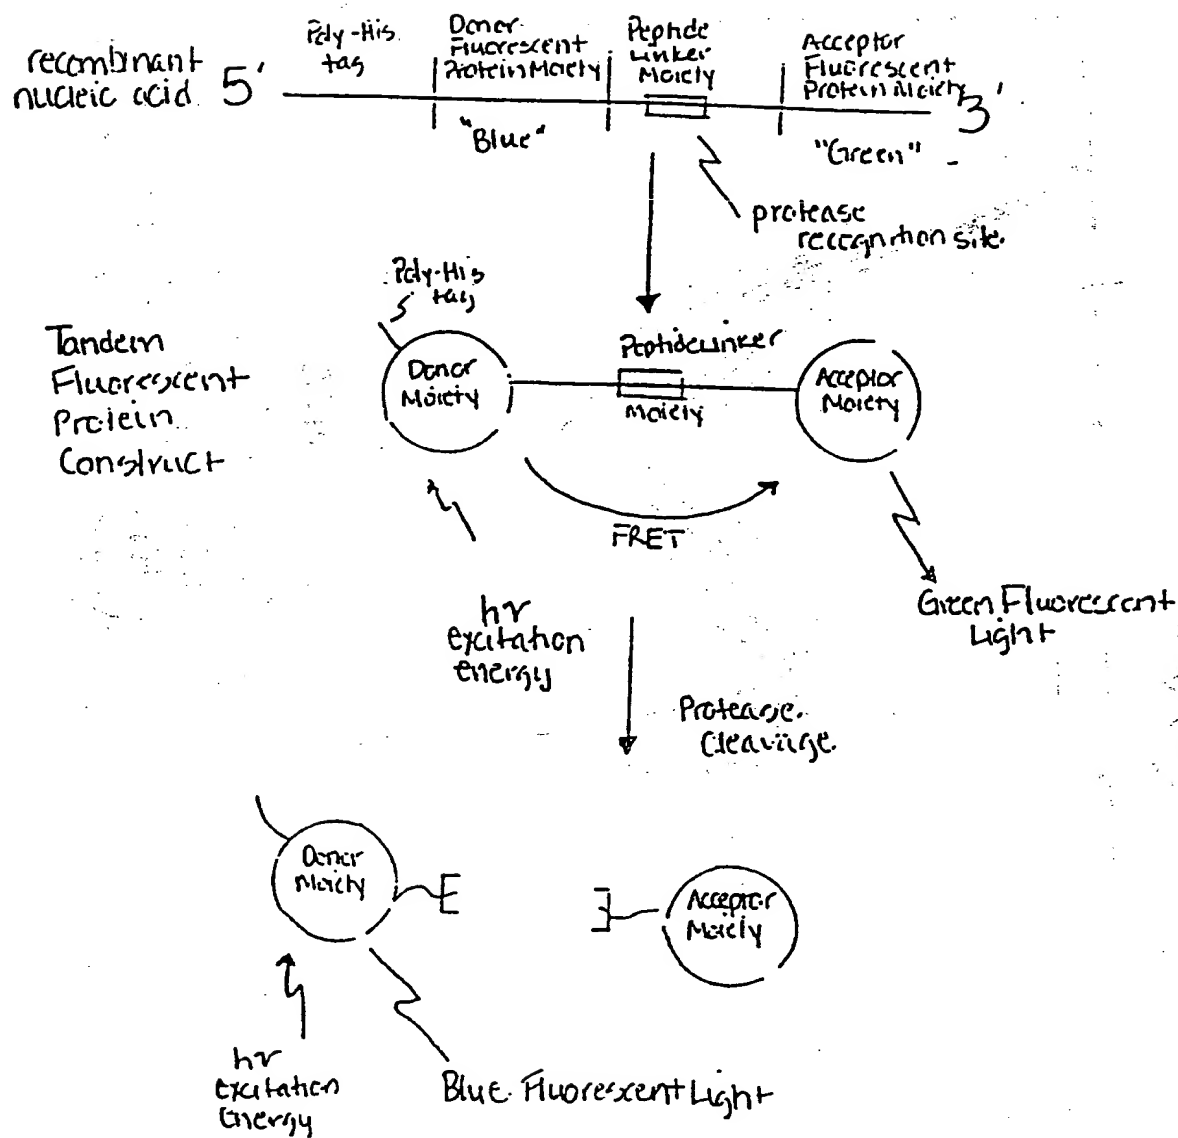 recombinant
nucleic acid
5'
Poly-His
tag
Donor
Fluorescent
Protein Moiety
"Blue"
Peptide
Linker
Moiety
Acceptor
Fluorescent
Protein Moiety
3'
"Green"
protease
recognition site.
Poly-His
tag
Tandem
Fluorescent
Protein
Construct
Donor
Moiety
Peptide Linker
Moiety
Acceptor
Moiety
FRET
hν
excitation
energy
Green Fluorescent
Light
Protease
Cleavage.
Donor
Moiety
E
Acceptor
Moiety
hν
excitation
Energy
Blue Fluorescent Light